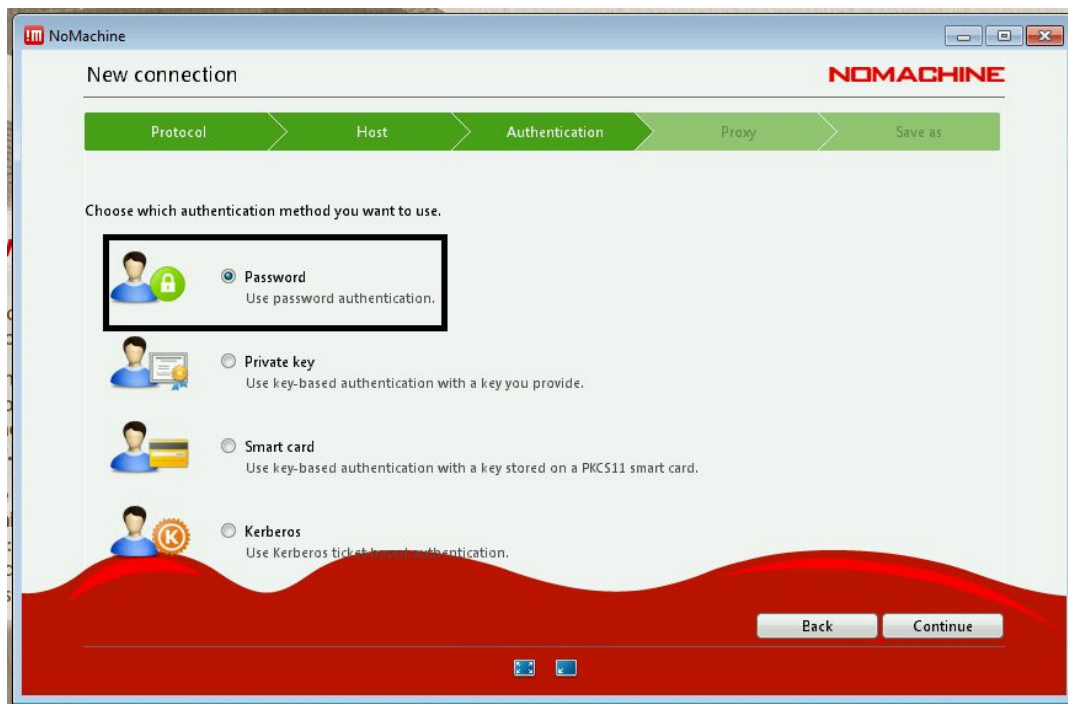 NoMachine
New connection
NOMACHINE
Protocol
Host
Authentication
Proxy
Save as
Choose which authentication method you want to use.
Password
Use password authentication.
Private key
Use key-based authentication with a key you provide.
Smart card
Use key-based authentication with a key stored on a PKCS11 smart card.
K
Kerberos
Use Kerberos ticket based authentication.
Back
Continue